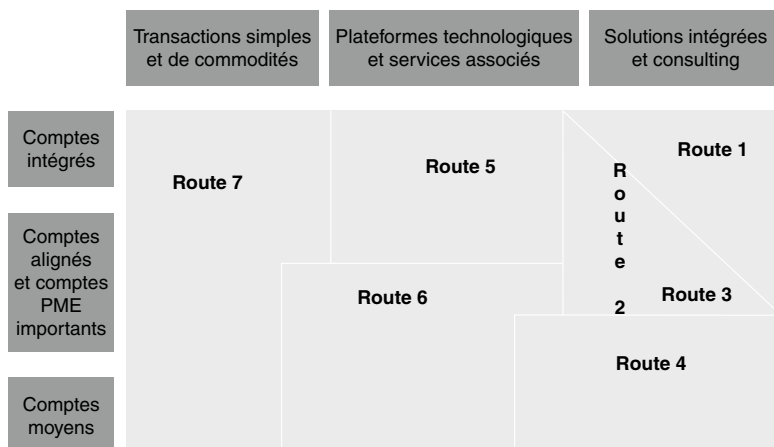 Transactions simples
et de commodités
Plateformes technologiques
et services associés
Solutions intégrées
et consulting
Comptes
intégrés
Route 7
Route 5
Route 1
Route 2
Comptes
alignés
et comptes
PME
importants
Route 6
Route 3
Route 4
Comptes
moyens